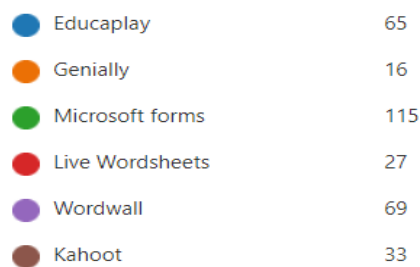 Educaplay 65
Genially 16
Microsoft forms 115
Live Wordsheets 27
Wordwall 69
Kahoot 33